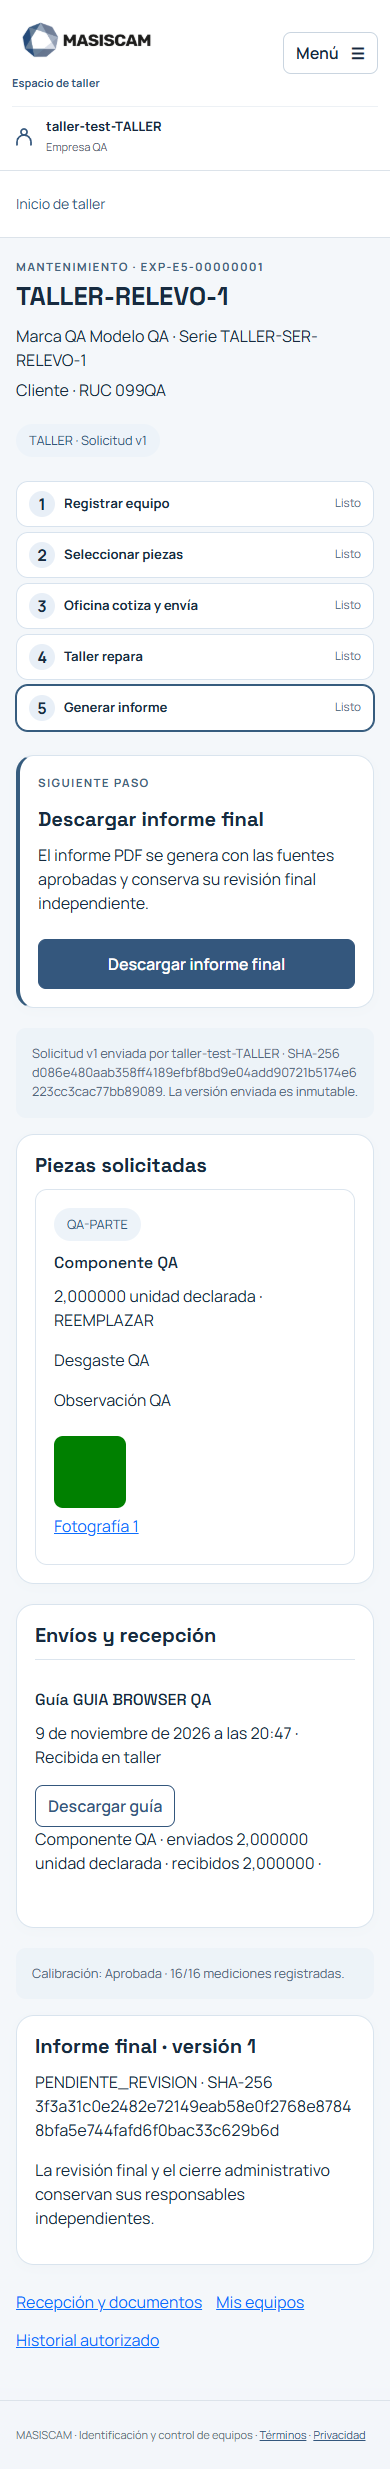 MASISCAM
Menú ☰
Espacio de taller
taller-test-TALLER
Empresa QA
Inicio de taller
MANTENIMIENTO · EXP-E5-00000001
TALLER-RELEVO-1
Marca QA Modelo QA · Serie TALLER-SER-
RELEVO-1
Cliente · RUC 099QA
TALLER · Solicitud v1
1 Registrar equipo Listo
2 Seleccionar piezas Listo
3 Oficina cotiza y envía Listo
4 Taller repara Listo
5 Generar informe Listo
SIGUIENTE PASO
Descargar informe final
El informe PDF se genera con las fuentes
aprobadas y conserva su revisión final
independiente.
Descargar informe final
Solicitud v1 enviada por taller-test-TALLER · SHA-256
d086e480aab358ff4189efbf8bd9e04add90721b5174e6
223cc3cac77bb89089. La versión enviada es inmutable.
Piezas solicitadas
QA-PARTE
Componente QA
2,000000 unidad declarada ·
REEMPLAZAR
Desgaste QA
Observación QA
Fotografía 1
Envíos y recepción
Guía GUIA BROWSER QA
9 de noviembre de 2026 a las 20:47 ·
Recibida en taller
Descargar guía
Componente QA · enviados 2,000000
unidad declarada · recibidos 2,000000 ·
Calibración: Aprobada · 16/16 mediciones registradas.
Informe final · versión 1
PENDIENTE_REVISION · SHA-256
3f3a31c0e2482e72149eab58e0f2768e8784
8bfa5e744fafd6f0bac33c629b6d
La revisión final y el cierre administrativo
conservan sus responsables
independientes.
Recepción y documentos Mis equipos
Historial autorizado
MASISCAM · Identificación y control de equipos · Términos · Privacidad